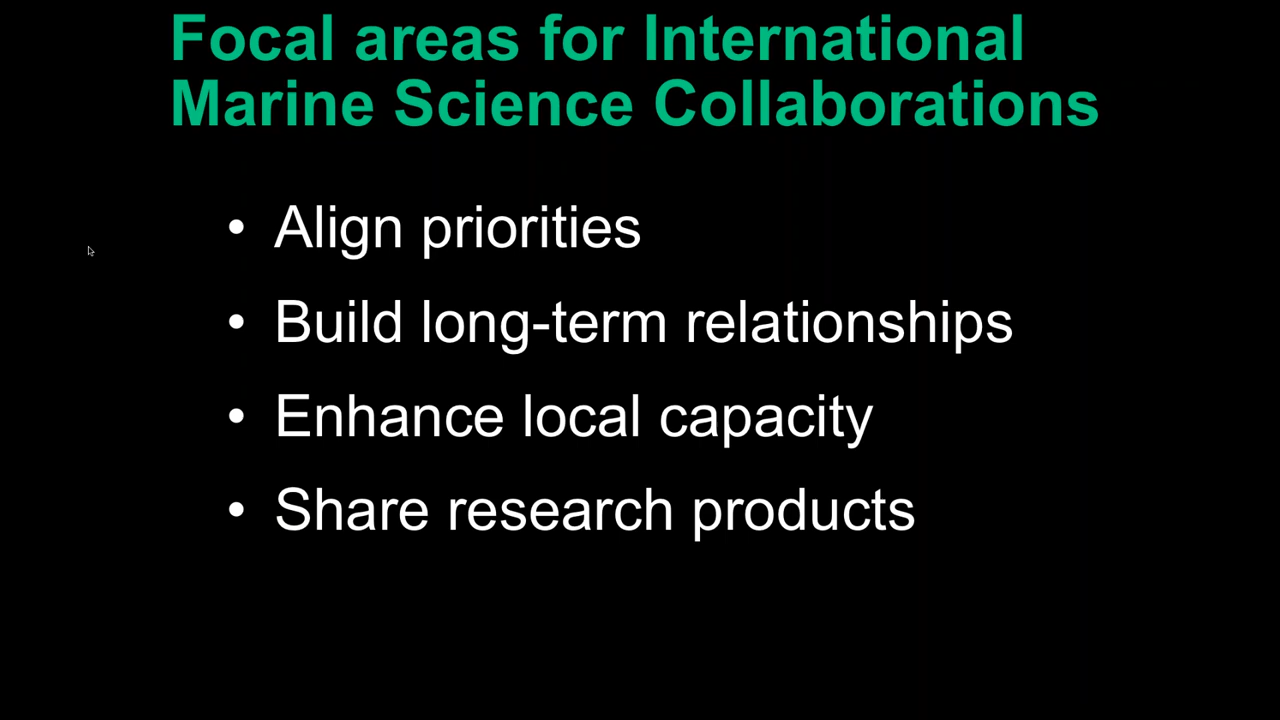 Focal areas for International
Marine Science Collaborations
• Align priorities
• Build long-term relationships
• Enhance local capacity
• Share research products